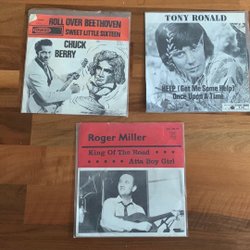 ROLL OVER BEETHOVEN
SWEET LITTLE SIXTEEN
CHUCK
BERRY
TONY RONALD
HELP (Get Me Some Help)
Once Upon A Time
Roger Miller
King Of The Road
Atta Boy Girl